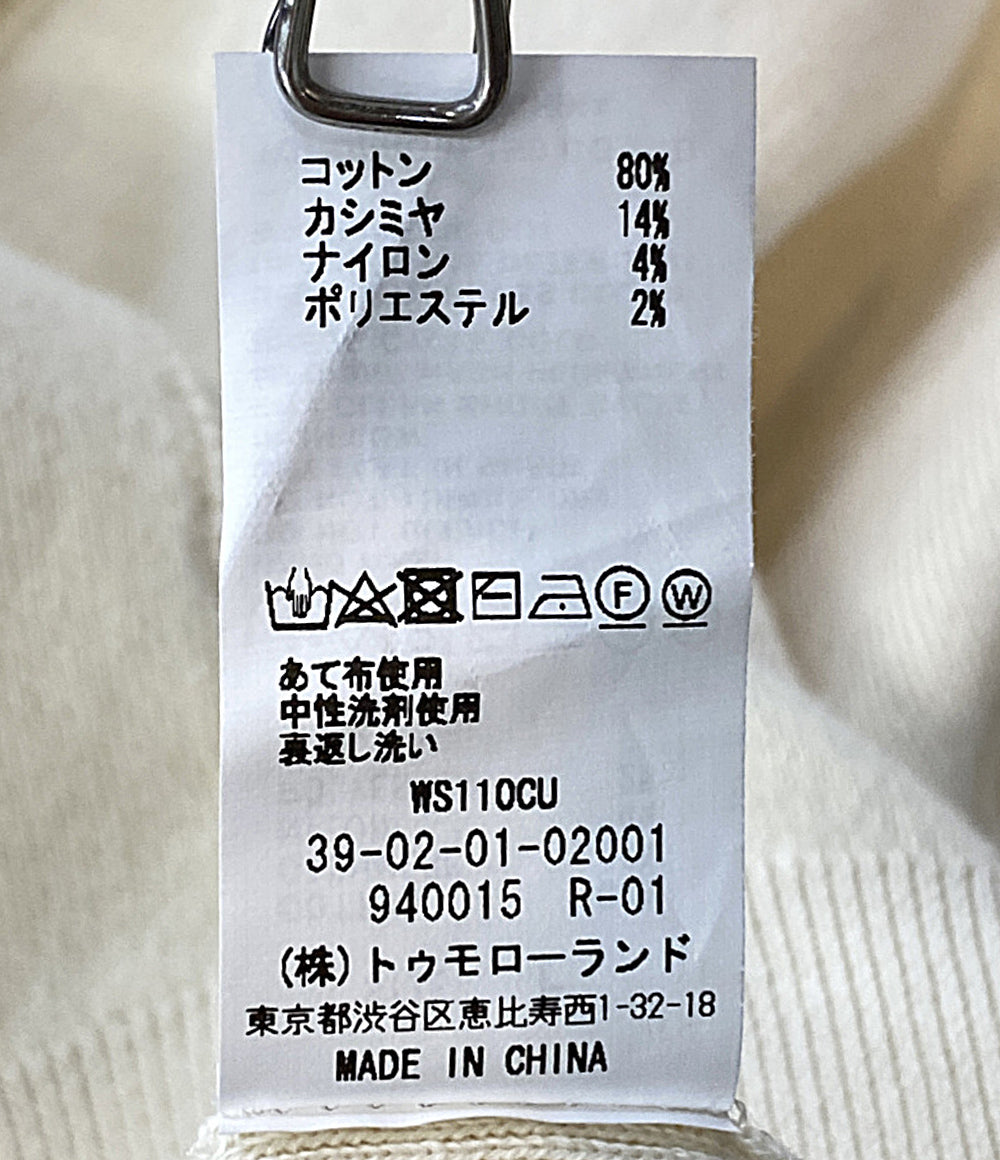 コットン 80%
カシミヤ 14%
ナイロン 4%
ポリエステル 2%
F W
あて布使用
中性洗剤使用
裏返し洗い
WS110CU
39-02-01-02001
940015 R-01
(株)トゥモローランド
東京都渋谷区恵比寿西1-32-18
MADE IN CHINA